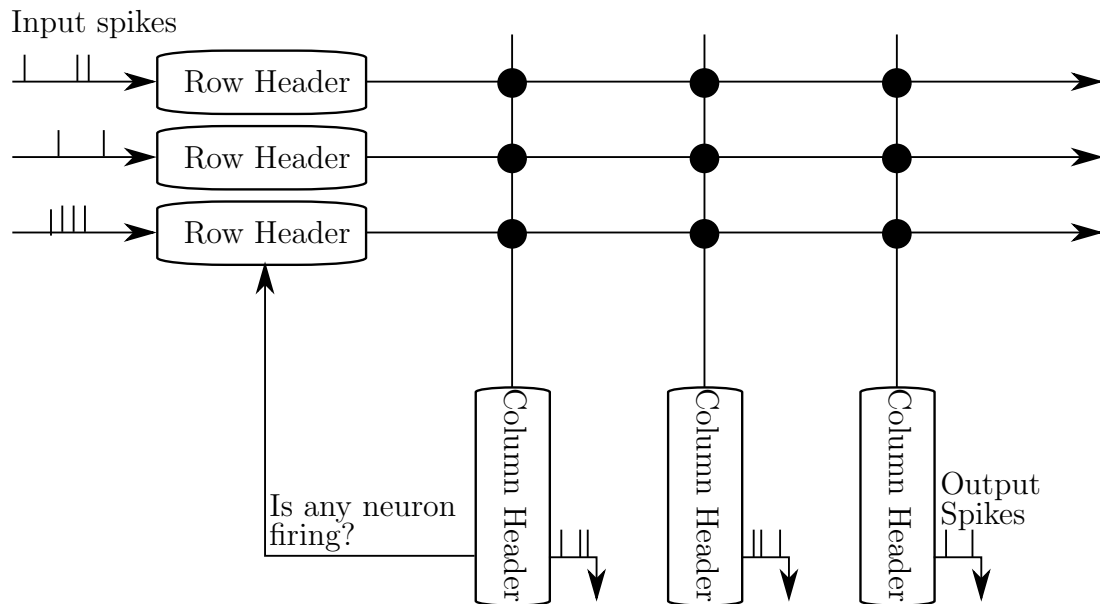 Input spikes
Row Header
Row Header
Row Header
Column Header
Column Header
Column Header
Is any neuron
firing?
Output
Spikes